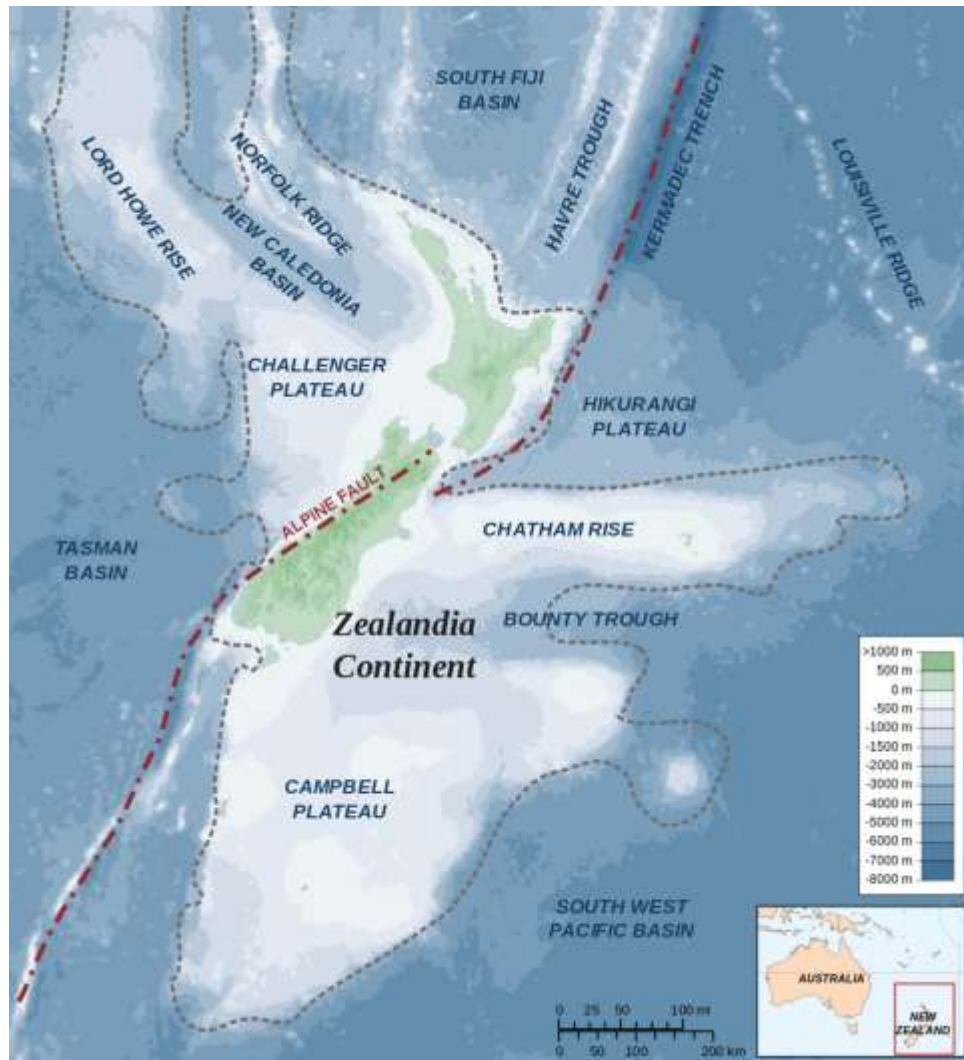 SOUTH FIJI
BASIN
HAVRE TROUGH
KERMADEC TRENCH
LOUISIVILLE RIDGE
LORD HOWE RISE
NORFOLK RIDGE
NEW CALEDONIA
BASIN
CHALLENGER
PLATEAU
HIKURANGI
PLATEAU
ALPINE FAULT
CHATHAM RISE
TASMAN
BASIN
Zealandia
Continent
BOUNTY TROUGH
CAMPBELL
PLATEAU
SOUTH WEST
PACIFIC BASIN
>1000 m
500 m
0 m
-500 m
-1000 m
-1500 m
-2000 m
-3000 m
-4000 m
-5000 m
-6000 m
-7000 m
-8000 m
AUSTRALIA
NEW
ZEALAND
0 25 50 100 mi
0 50 100 200 km